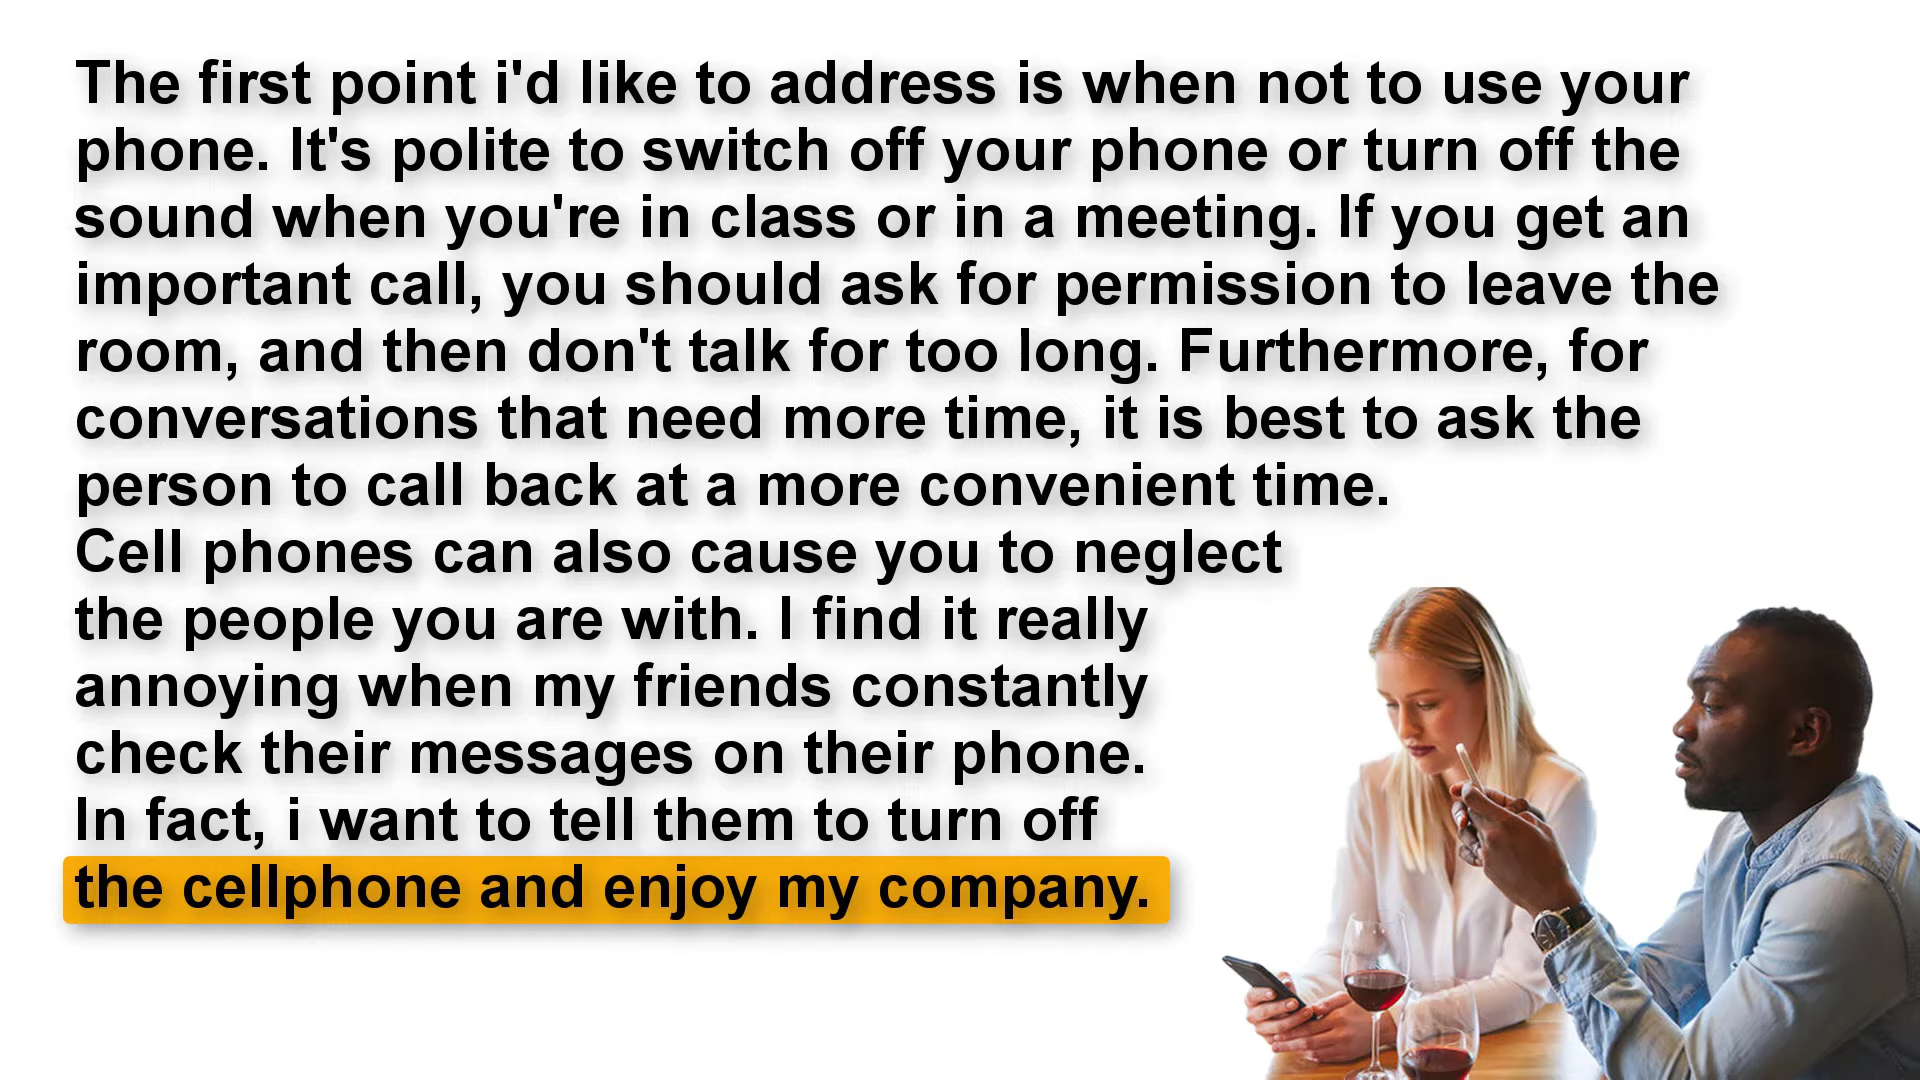 The first point i'd like to address is when not to use your
phone. It's polite to switch off your phone or turn off the
sound when you're in class or in a meeting. If you get an
important call, you should ask for permission to leave the
room, and then don't talk for too long. Furthermore, for
conversations that need more time, it is best to ask the
person to call back at a more convenient time.
Cell phones can also cause you to neglect
the people you are with. I find it really
annoying when my friends constantly
check their messages on their phone.
In fact, i want to tell them to turn off
the cellphone and enjoy my company.